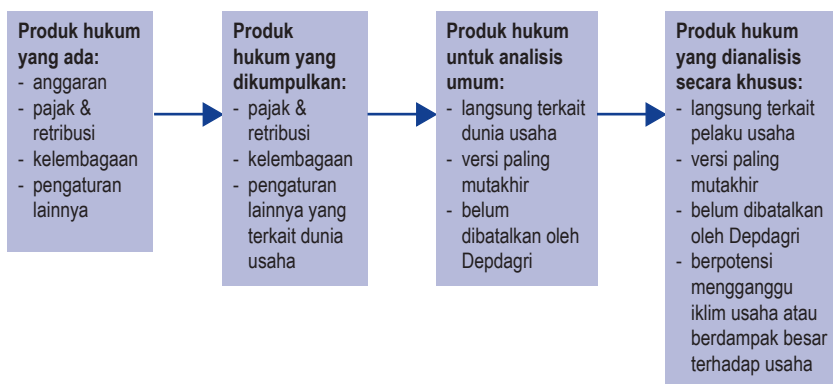 Produk hukum
yang ada:
- anggaran
- pajak &
retribusi
- kelembagaan
- pengaturan
lainnya
Produk
hukum yang
dikumpulkan:
- pajak &
retribusi
- kelembagaan
- pengaturan
lainnya yang
terkait dunia
usaha
Produk hukum
untuk analisis
umum:
- langsung terkait
dunia usaha
- versi paling
mutakhir
- belum
dibatalkan oleh
Depdagri
Produk hukum
yang dianalisis
secara khusus:
- langsung terkait
pelaku usaha
- versi paling
mutakhir
- belum dibatalkan
oleh Depdagri
- berpotensi
mengganggu
iklim usaha atau
berdampak besar
terhadap usaha